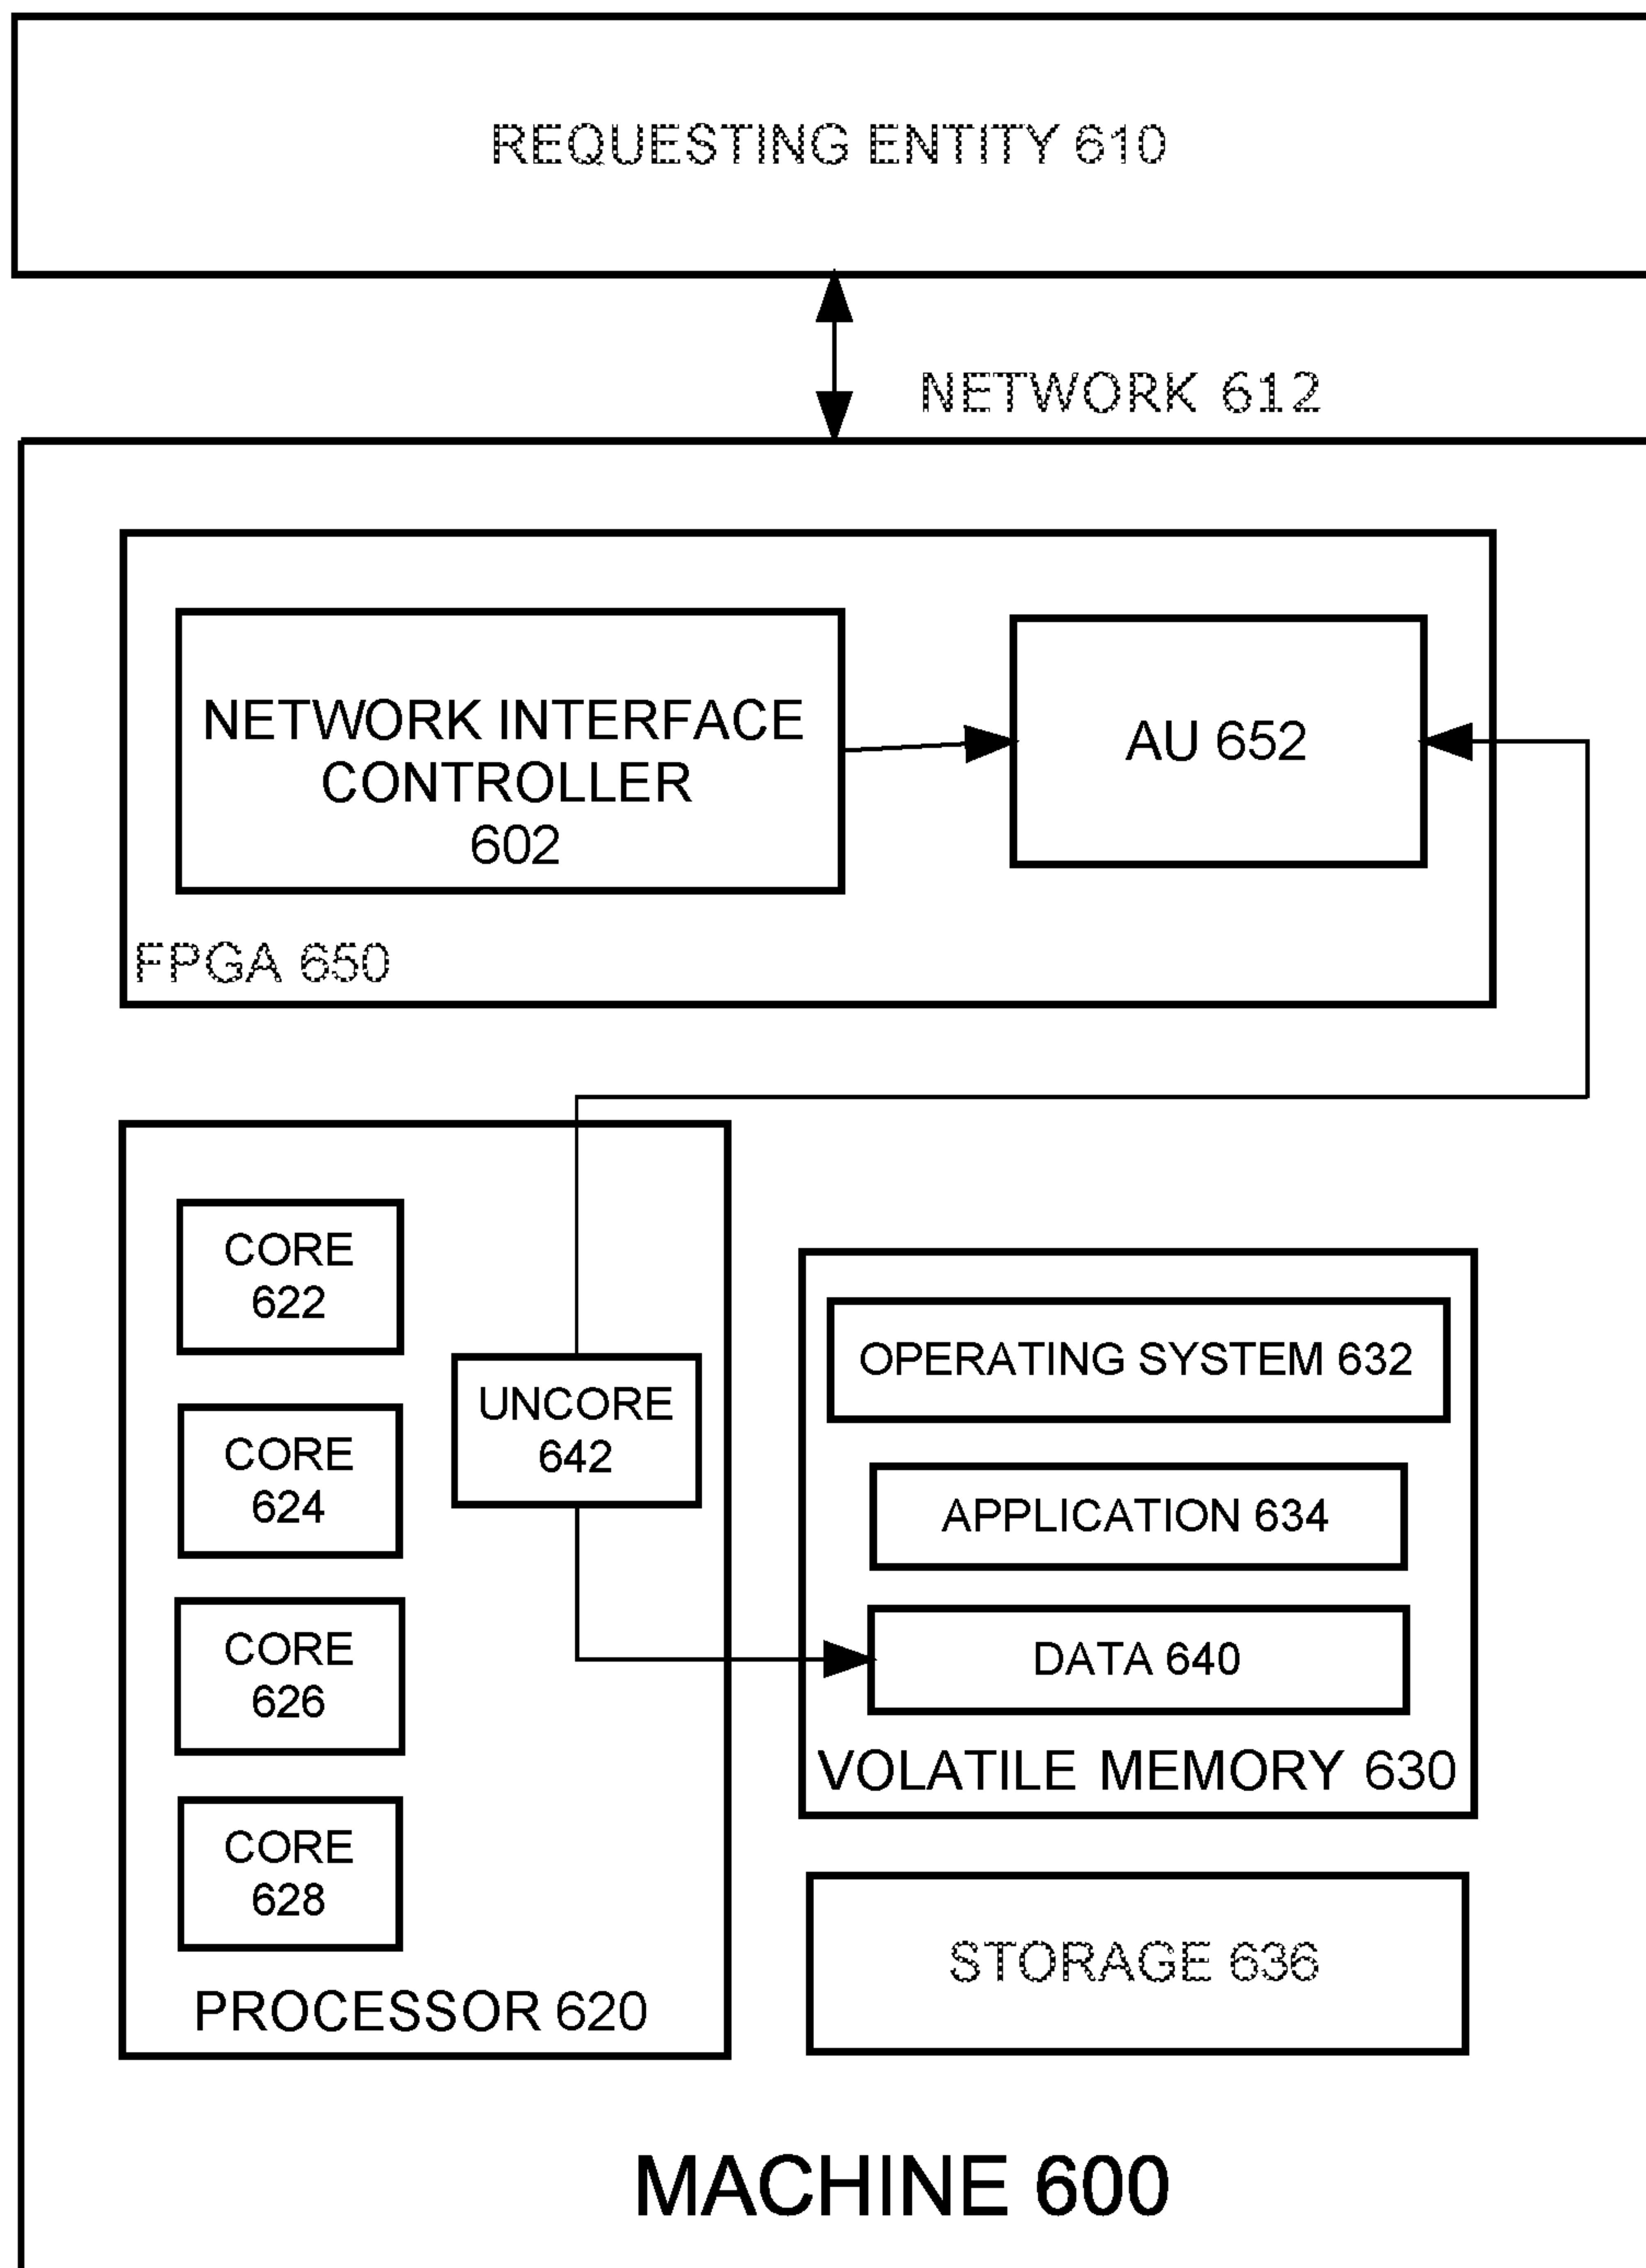 REQUESTING ENTITY 610
NETWORK 612
NETWORK INTERFACE
CONTROLLER
602
AU 652
FPGA 650
CORE
622
CORE
624
CORE
626
CORE
628
UNCORE
642
PROCESSOR 620
OPERATING SYSTEM 632
APPLICATION 634
DATA 640
VOLATILE MEMORY 630
STORAGE 636
MACHINE 600